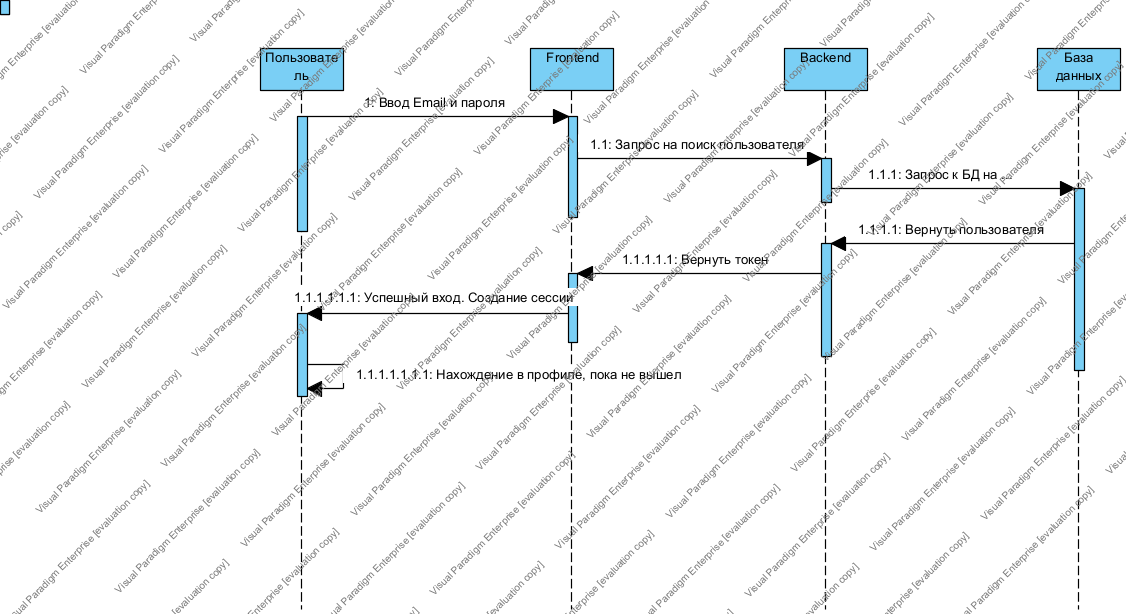 Пользовате
ль
Frontend
Backend
База
данных
1: Ввод Email и пароля
1.1: Запрос на поиск пользователя
1.1.1: Запрос к БД на ...
1.1.1.1: Вернуть пользователя
1.1.1.1.1: Вернуть токен
1.1.1.1.1.1: Успешный вход. Создание сессии
1.1.1.1.1.1.1: Нахождение в профиле, пока не вышел
Visual Paradigm Enterprise [evaluation copy]